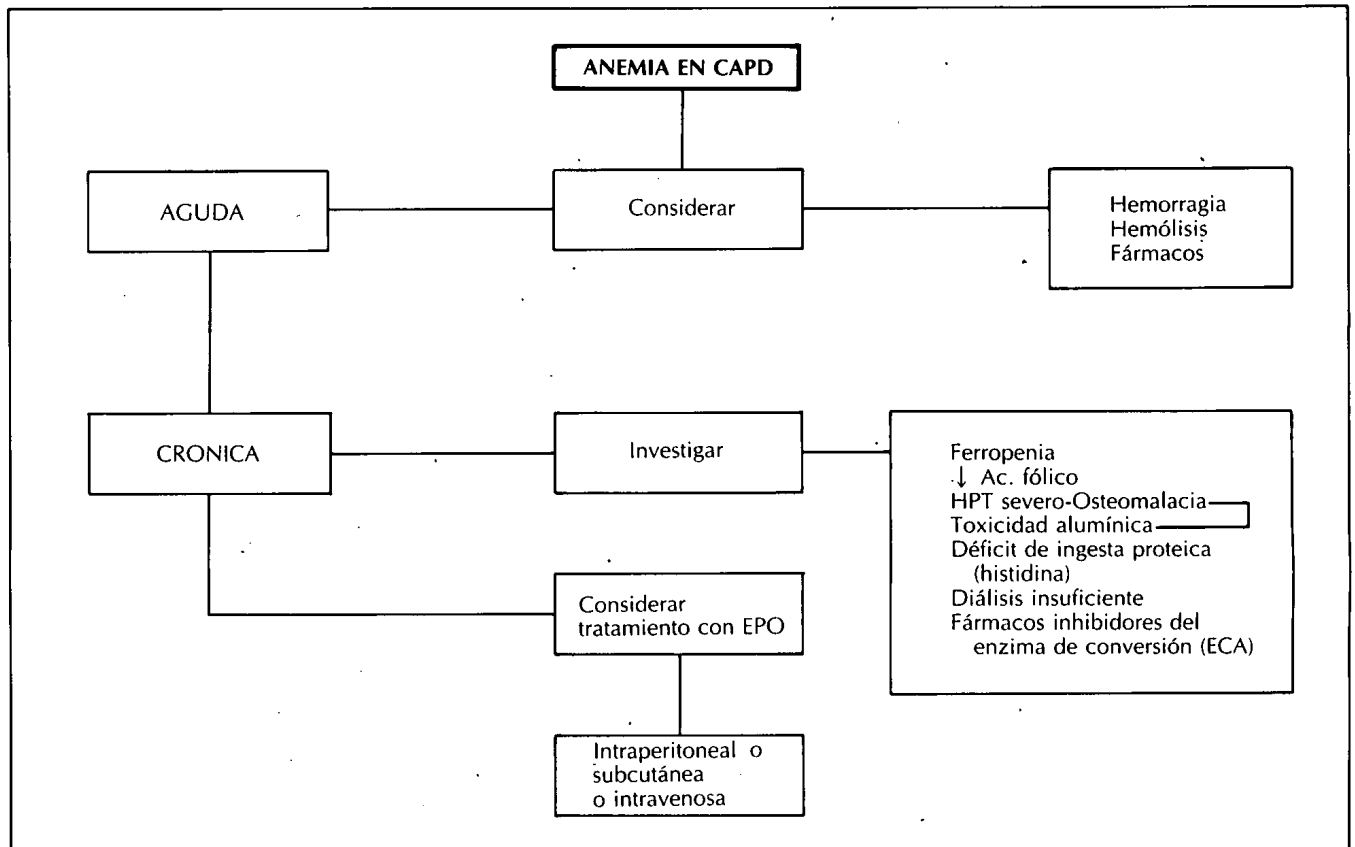 ANEMIA EN CAPD
AGUDA
Considerar
Hemorragia
Hemólisis
Fármacos
CRONICA
Investigar
Ferropenia
↓ Ac. fólico
HPT severo-Osteomalacia
Toxicidad alumínica
Déficit de ingesta proteica
(histidina)
Diálisis insuficiente
Fármacos inhibidores del
enzima de conversión (ECA)
Considerar
tratamiento con EPO
Intraperitoneal o
subcutánea
o intravenosa